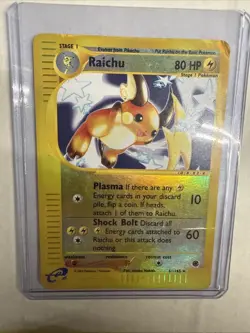 STAGE 1
Evolves from Pikachu
Put Raichu on the Basic Pokémon
Raichu
80 HP
Stage 1 Pokémon
Plasma If there are any
Energy cards in your discard
pile, flip a coin. If heads,
attach 1 of them to Raichu.
10
Shock Bolt Discard all
Energy cards attached to
Raichu or this attack does
nothing.
60